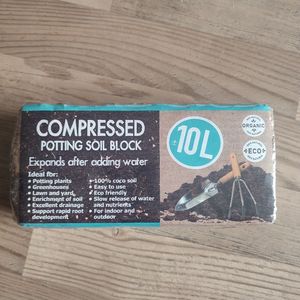 COMPRESSED
POTTING SOIL BLOCK
Expands after adding water
Ideal for:
• Potting plants
• Greenhouses
• Lawn and yard
• Enrichment of soil
• Excellent drainage
• Support rapid root
development
• 100% coco soil
• Easy to use
• Eco friendly
• Slow release of water
and nutrients
• For indoor and
outdoor
10L
ORGANIC
ECO